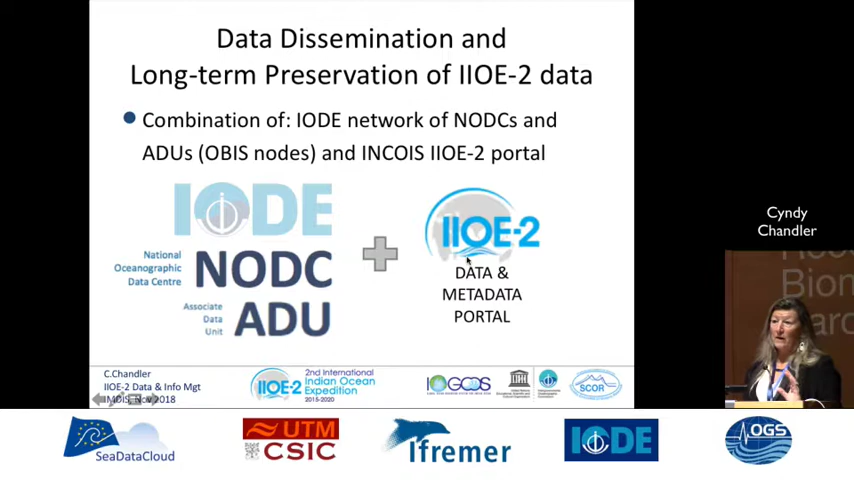 Data Dissemination and
Long-term Preservation of IIOE-2 data
Combination of: IODE network of NODCs and
ADUs (OBIS nodes) and INCOIS IIOE-2 portal
IODE
National
Oceanographic
Data Centre
NODC
Associate
Data
Unit
ADU
IIOE-2
DATA &
METADATA
PORTAL
Cyndy
Chandler
C.Chandler
IIOE-2 Data & Info Mgt
IMDIS, Nov 2018
IIOE-2
2nd International
Indian Ocean
Expedition
2015-2020
IOGOOS
SCOR
SeaDataCloud
UTM
CSIC
Ifremer
IODE
OGS